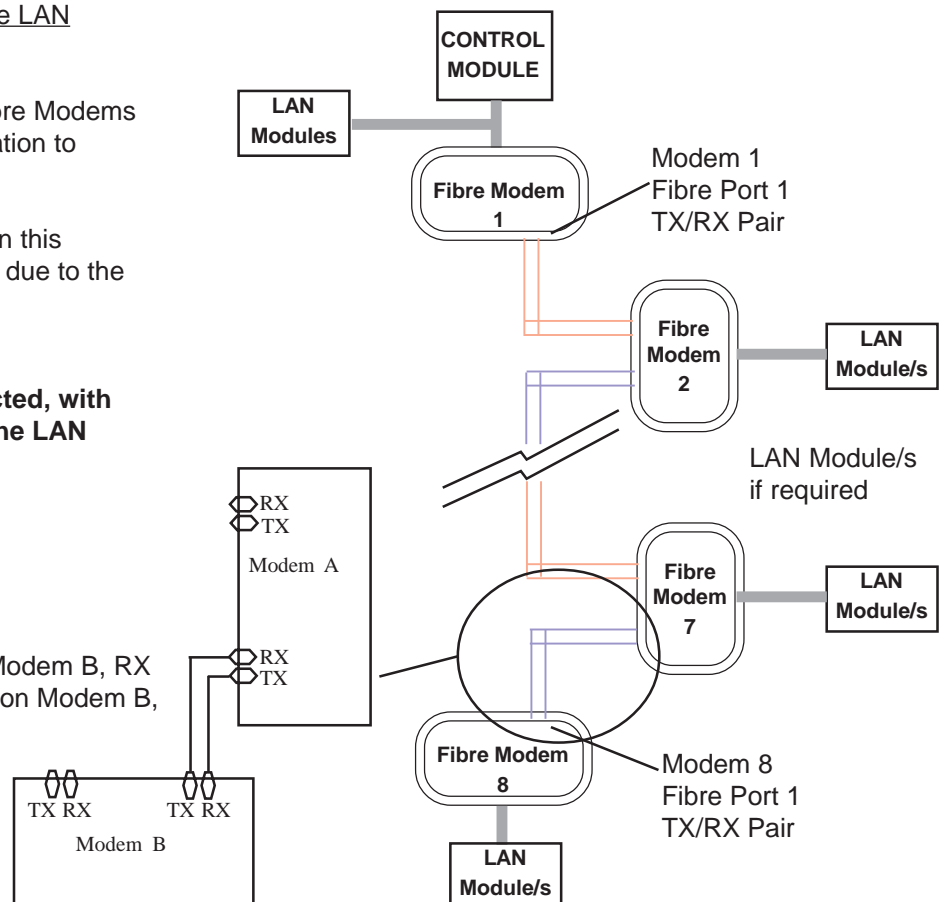 e LAN
re Modems
ation to
n this
due to the
cted, with
ne LAN
Modem B, RX
on Modem B,
CONTROL
MODULE
LAN
Modules
Fibre Modem
1
Modem 1
Fibre Port 1
TX/RX Pair
Fibre
Modem
2
LAN
Module/s
LAN Module/s
if required
Fibre
Modem
7
LAN
Module/s
RX
TX
Modem A
RX
TX
Fibre Modem
8
Modem 8
Fibre Port 1
TX/RX Pair
TX RX
TX RX
Modem B
LAN
Module/s